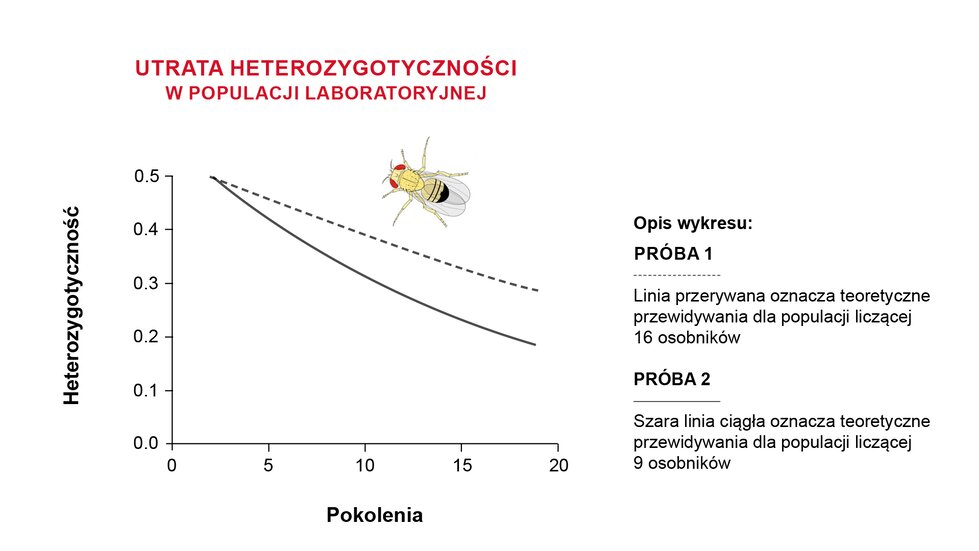 UTRATA HETEROZYGOTYCZNOŚCI
W POPULACJI LABORATORYJNEJ
Heterozygotyczność
0.5
0.4
0.3
0.2
0.1
0.0
0
5
10
15
20
Pokolenia
Opis wykresu:
PRÓBA 1
Linia przerywana oznacza teoretyczne
przewidywania dla populacji liczącej
16 osobników
PRÓBA 2
Szara linia ciągła oznacza teoretyczne
przewidywania dla populacji liczącej
9 osobników